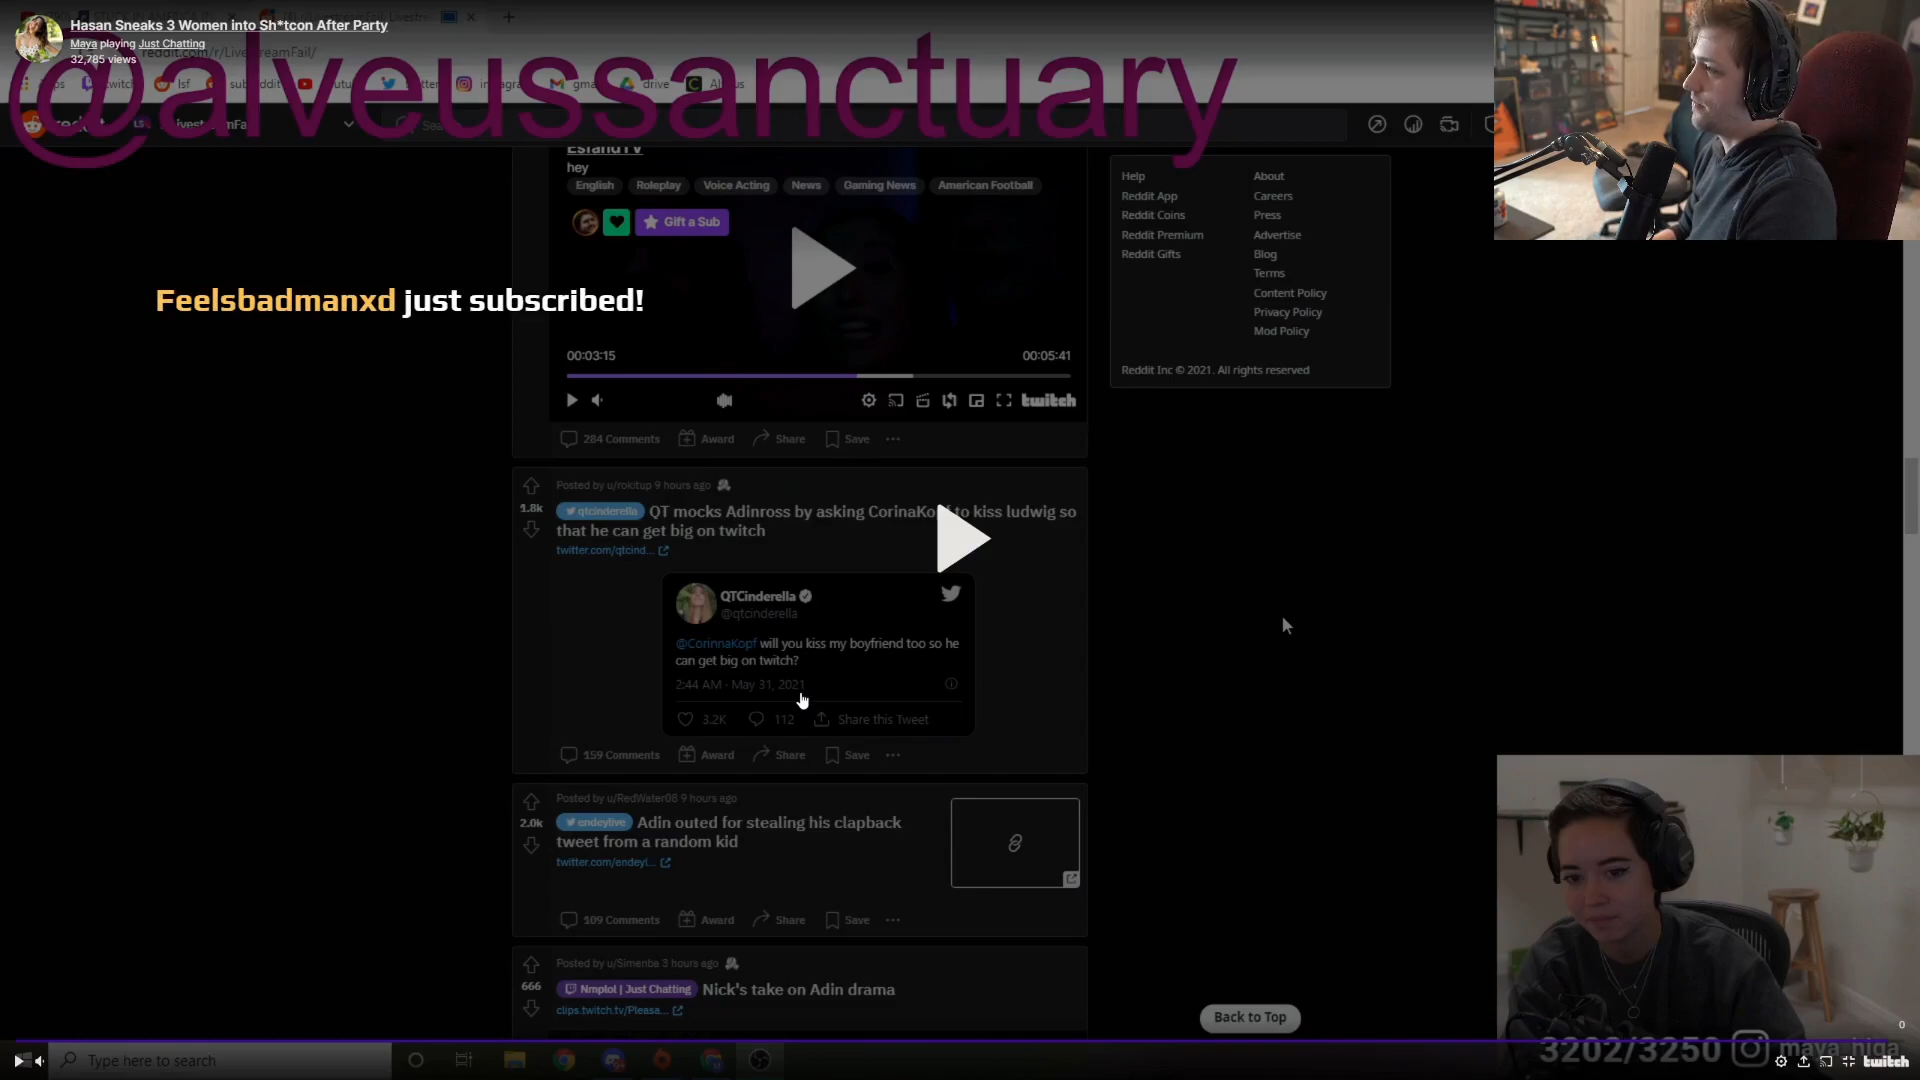 Hasan Sneaks 3 Women into Sh*tcon After Party
Maya playing Just Chatting
32,785 views
@alveussanctuary
EsfandTV
hey
English
Roleplay
Voice Acting
News
Gaming News
American Football
Gift a Sub
Feelsbadmanxd just subscribed!
00:03:15
00:05:41
twitch
284 Comments
Award
Share
Save
Help
About
Reddit App
Careers
Reddit Coins
Press
Reddit Premium
Advertise
Reddit Gifts
Blog
Terms
Content Policy
Privacy Policy
Mod Policy
Reddit Inc © 2021. All rights reserved
Posted by u/rokitup 9 hours ago
1.8k
qtcinderella QT mocks Adinross by asking to kiss ludwig so
that he can get big on twitch
twitter.com/qtcind...
QTCinderella
@qtcinderella
@CorinnaKopf will you kiss my boyfriend too so he
can get big on twitch?
2:44 AM · May 31, 2021
3.2K
112
Share this Tweet
159 Comments
Award
Share
Save
Posted by u/RedWater08 9 hours ago
2.0k
endeylive Adin outed for stealing his clapback
tweet from a random kid
twitter.com/endeyl...
109 Comments
Award
Share
Save
Posted by u/Simenba 3 hours ago
666
Nmplol | Just Chatting Nick's take on Adin drama
clips.twitch.tv/Pleasa...
Back to Top
0
Type here to search
3202/3250
maya_higa
twitch